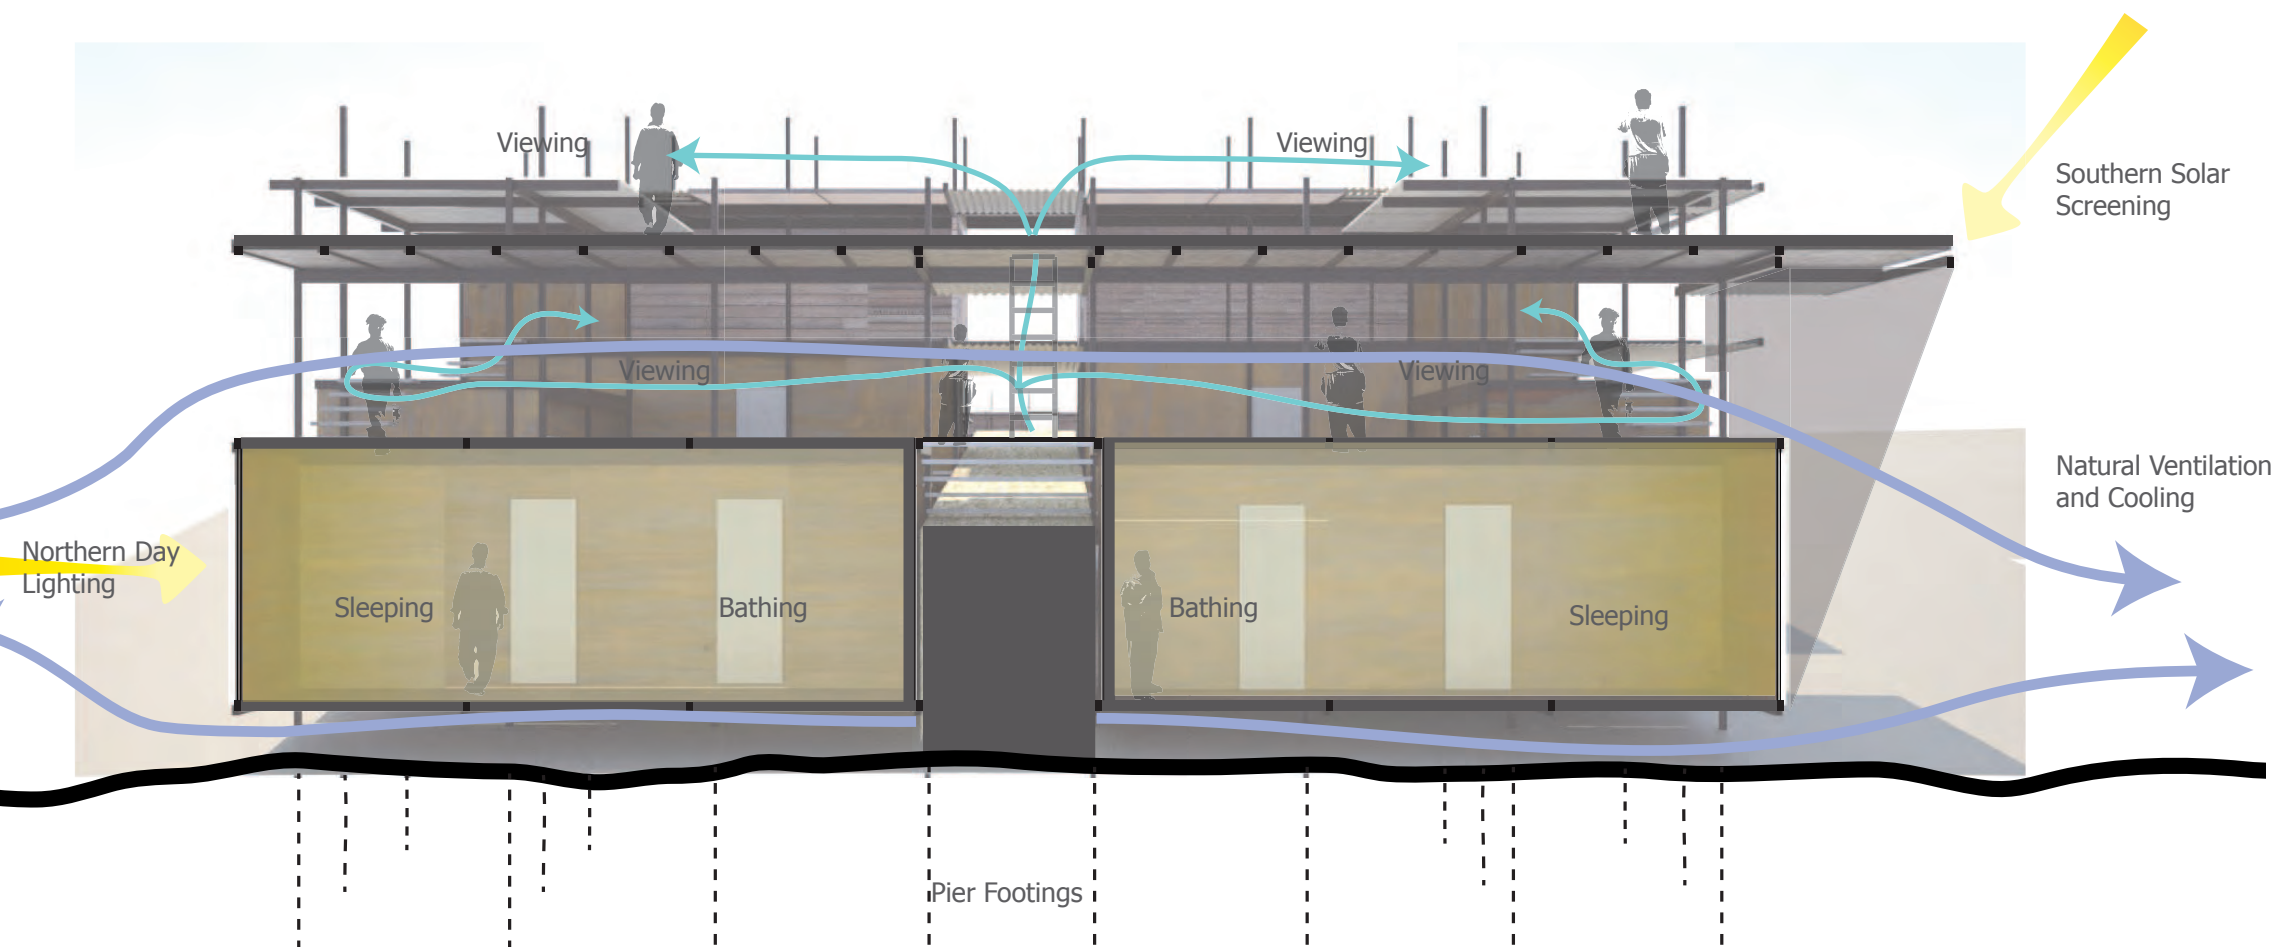 Viewing
Viewing
Southern Solar
Screening
Viewing
Viewing
Natural Ventilation
and Cooling
Northern Day
Lighting
Sleeping
Bathing
Bathing
Sleeping
Pier Footings